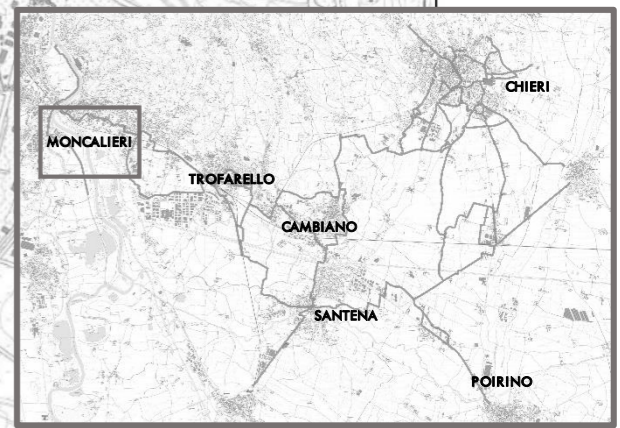 CHIERI
MONCALIERI
TROFARELLO
CAMBIANO
SANTENA
POIRINO